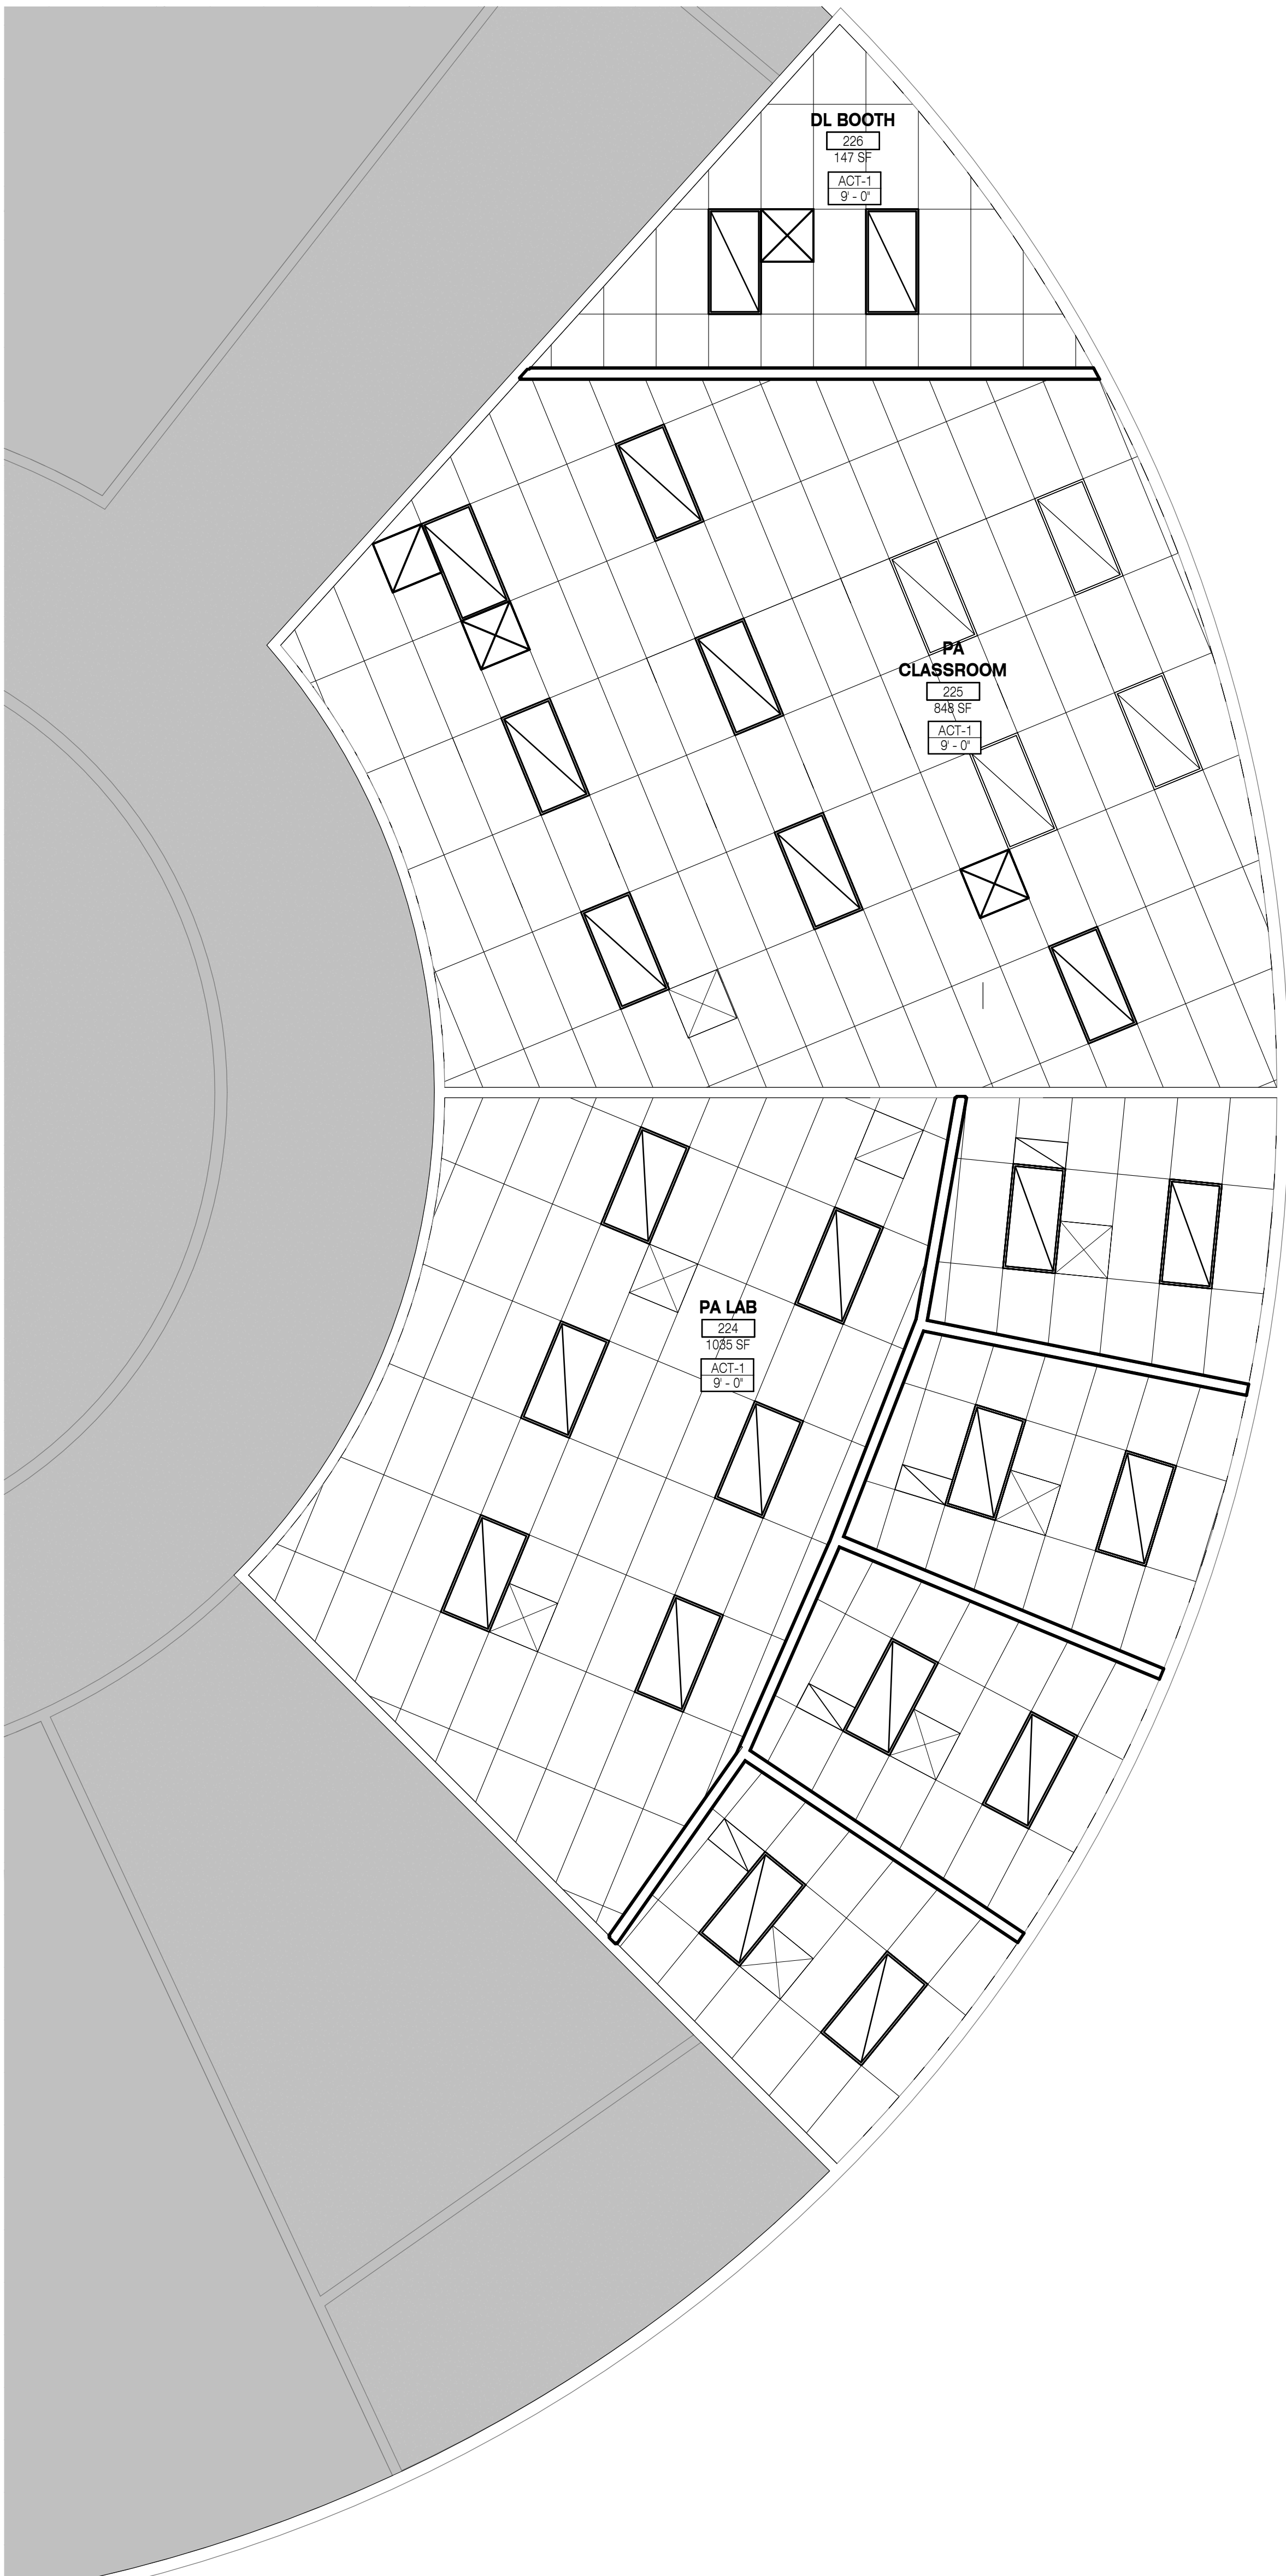 DL BOOTH
226
147 SF
ACT-1
9' - 0"
PA
CLASSROOM
225
848 SF
ACT-1
9' - 0"
PA LAB
224
1035 SF
ACT-1
9' - 0"